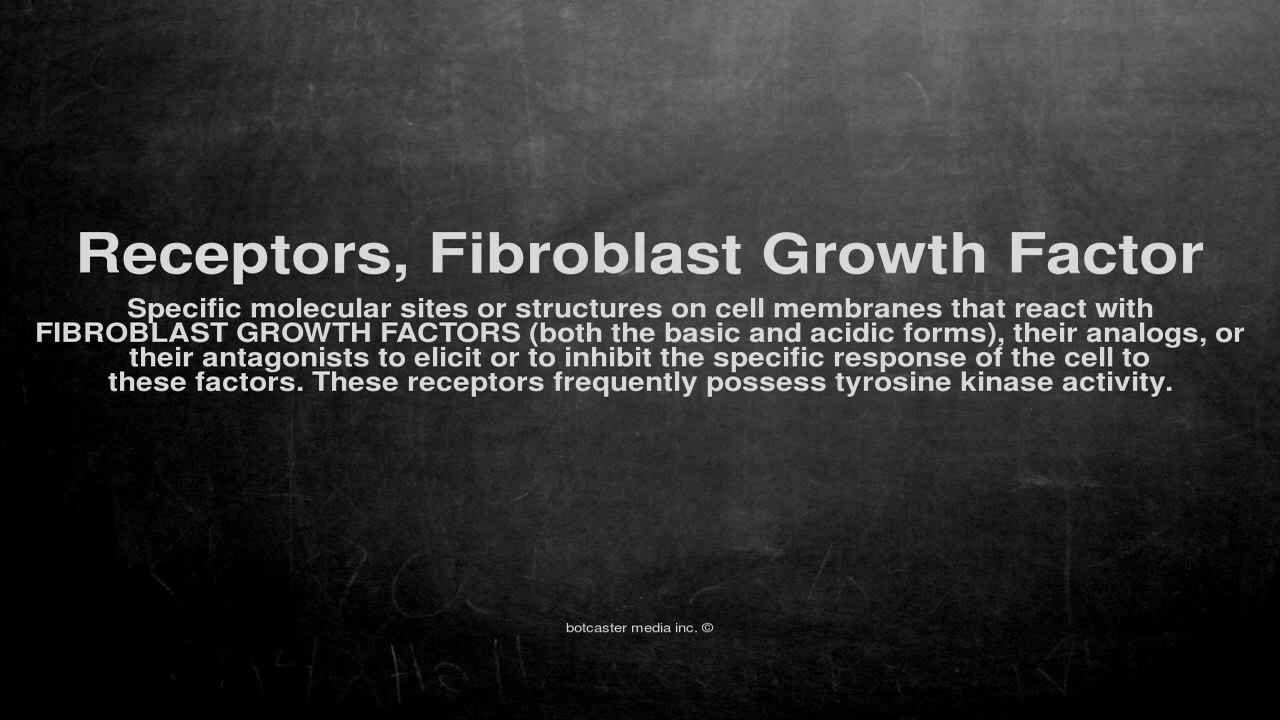 Receptors, Fibroblast Growth Factor
Specific molecular sites or structures on cell membranes that react with
FIBROBLAST GROWTH FACTORS (both the basic and acidic forms), their analogs, or
their antagonists to elicit or to inhibit the specific response of the cell to
these factors. These receptors frequently possess tyrosine kinase activity.
botcaster media inc. ©